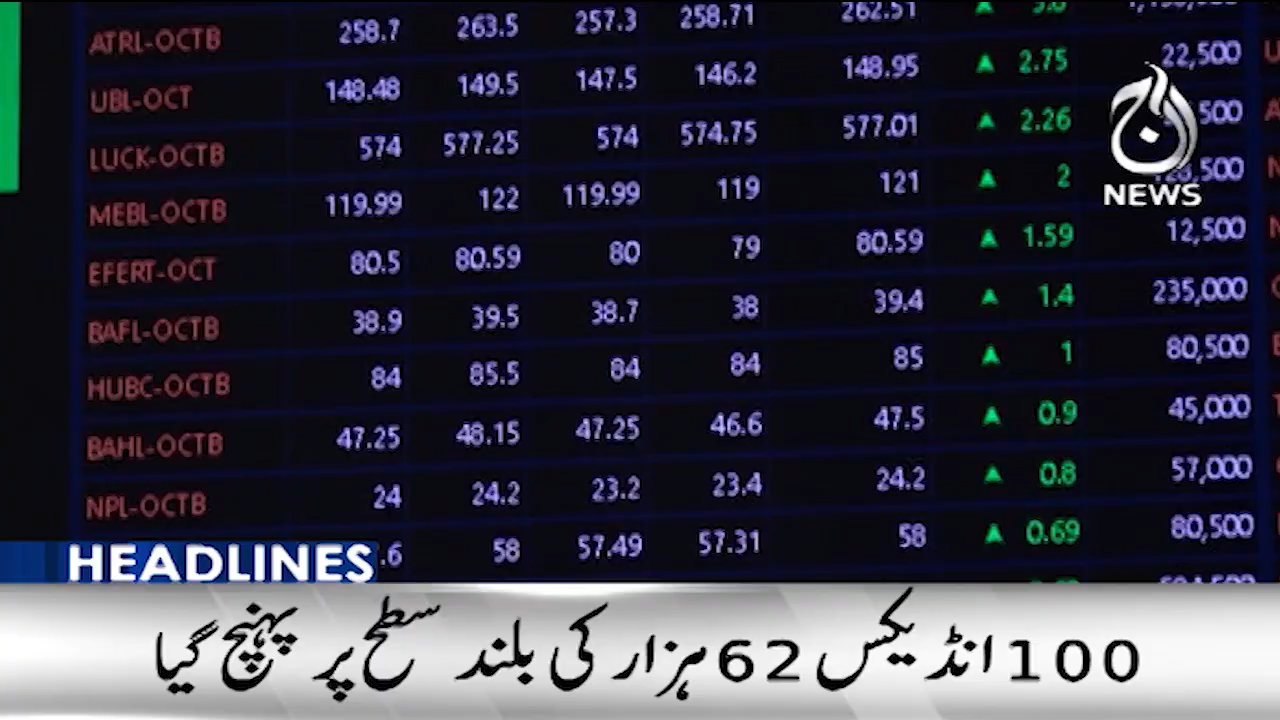 ATRL-OCTB 258.7 263.5 257.3 258.71 262.51
UBL-OCT 148.48 149.5 147.5 146.2 148.95 ▲ 2.75 22,500
LUCK-OCTB 574 577.25 574 574.75 577.01 ▲ 2.26 500
MEBL-OCTB 119.99 122 119.99 119 121 ▲ 2 ,500
EFERT-OCT 80.5 80.59 80 79 80.59 ▲ 1.59 12,500
BAFL-OCTB 38.9 39.5 38.7 38 39.4 ▲ 1.4 235,000
HUBC-OCTB 84 85.5 84 84 85 ▲ 1 80,500
BAHL-OCTB 47.25 48.15 47.25 46.6 47.5 ▲ 0.9 45,000
NPL-OCTB 24 24.2 23.2 23.4 24.2 ▲ 0.8 57,000
.6 58 57.49 57.31 58 ▲ 0.69 80,500
آج
NEWS
HEADLINES
100 انڈیکس 62 ہزار کی بلند سطح پر پہنچ گیا